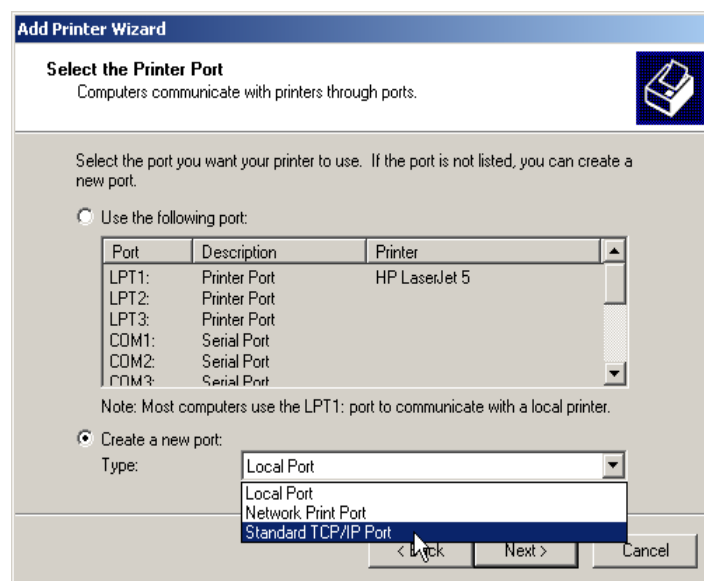 Add Printer Wizard
Select the Printer Port
Computers communicate with printers through ports.
Select the port you want your printer to use. If the port is not listed, you can create a
new port.
Use the following port:
Port Description Printer
LPT1: Printer Port HP LaserJet 5
LPT2: Printer Port
LPT3: Printer Port
COM1: Serial Port
COM2: Serial Port
COM3: Serial Port
Note: Most computers use the LPT1: port to communicate with a local printer.
Create a new port:
Type: Local Port
Local Port
Network Print Port
Standard TCP/IP Port
< Back Next > Cancel